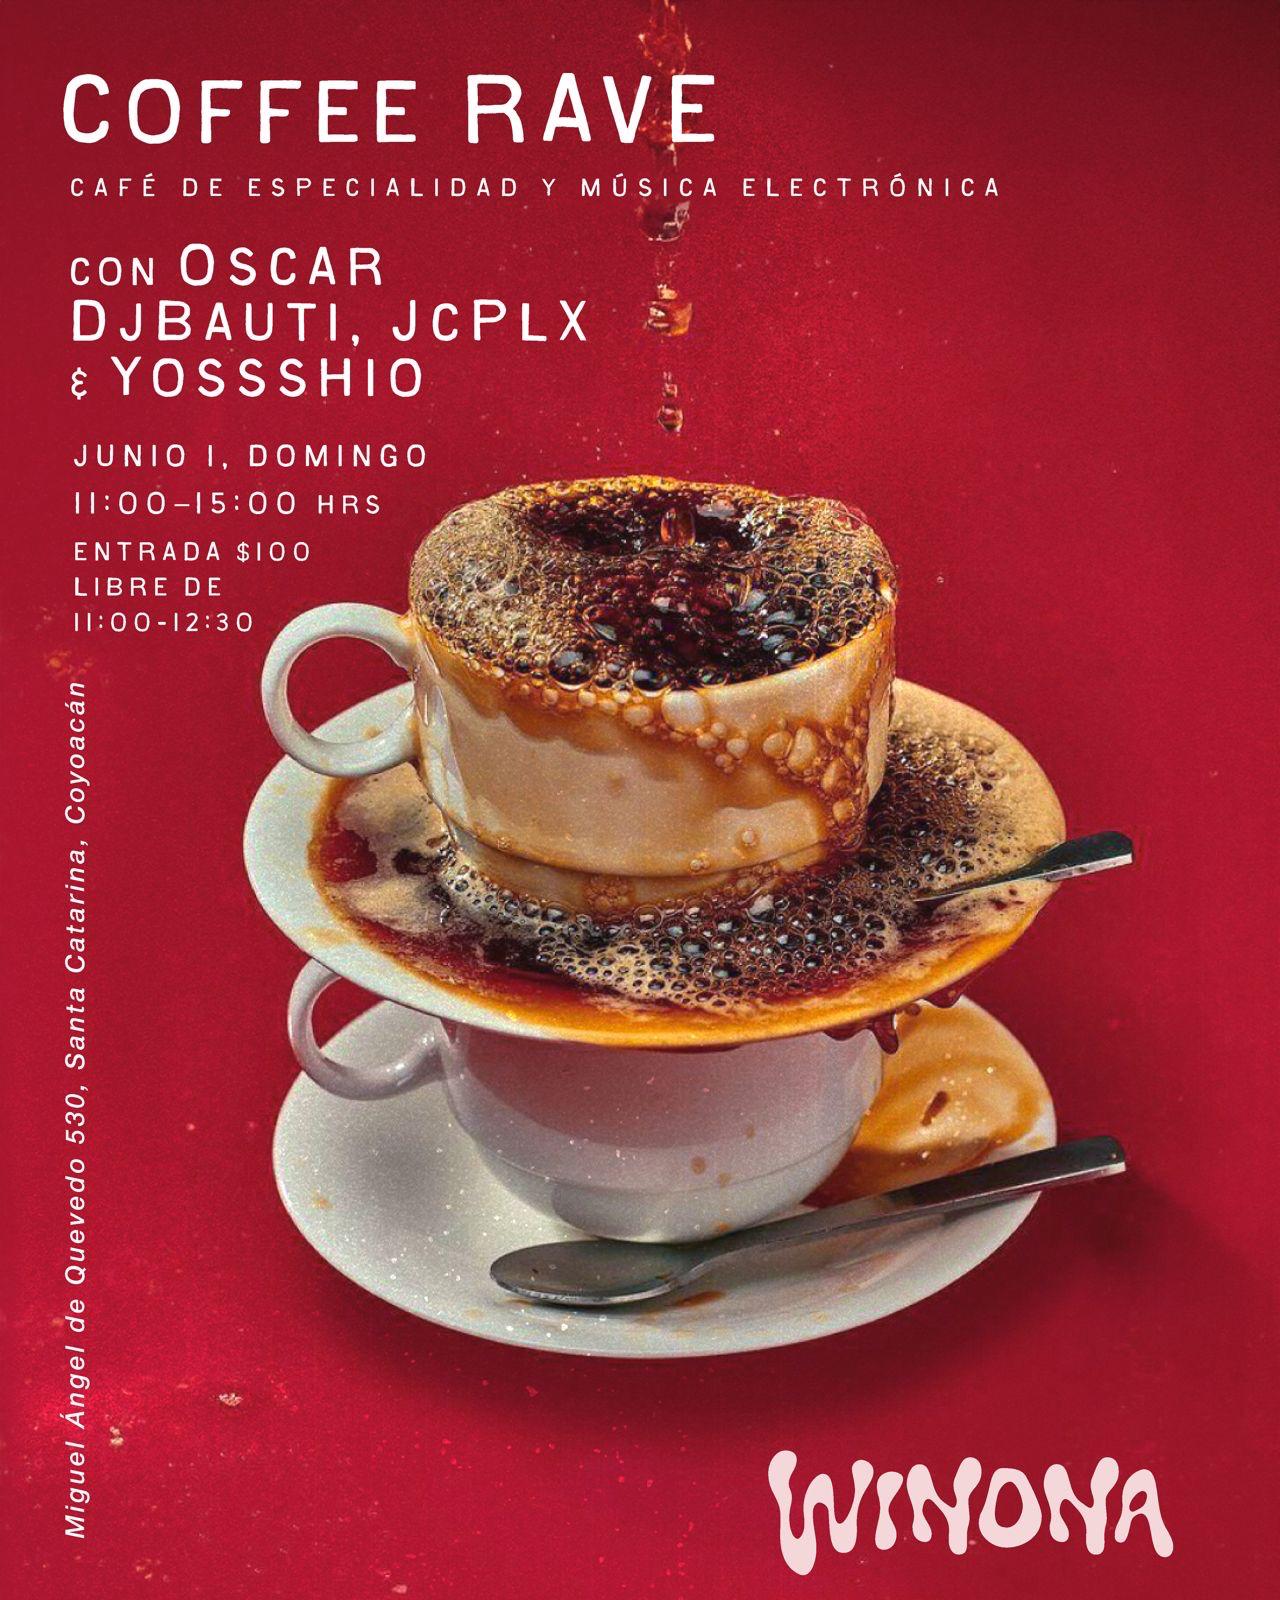 COFFEE RAVE
CAFÉ DE ESPECIALIDAD Y MÚSICA ELECTRÓNICA
CON OSCAR
DJBAUTI, JCPLX
& YOSSSHIO
JUNIO 1, DOMINGO
11:00–15:00 HRS
ENTRADA $100
LIBRE DE
11:00-12:30
Miguel Ángel de Quevedo 530, Santa Catarina, Coyoacán
WINONA